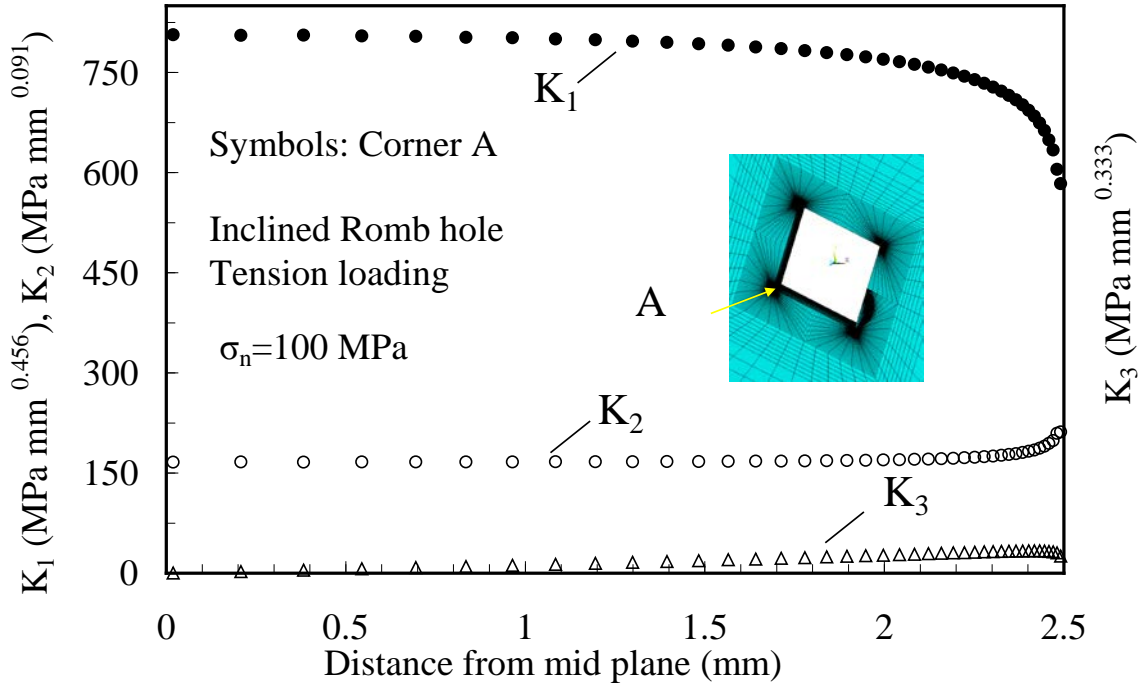 K₁ (MPa mm^0.456), K₂ (MPa mm^0.091)
750
600
450
300
150
0
K₁
Symbols: Corner A
Inclined Romb hole
Tension loading
σₙ=100 MPa
A
K₂
K₃
K₃ (MPa mm^0.333)
0 0.5 1 1.5 2 2.5
Distance from mid plane (mm)